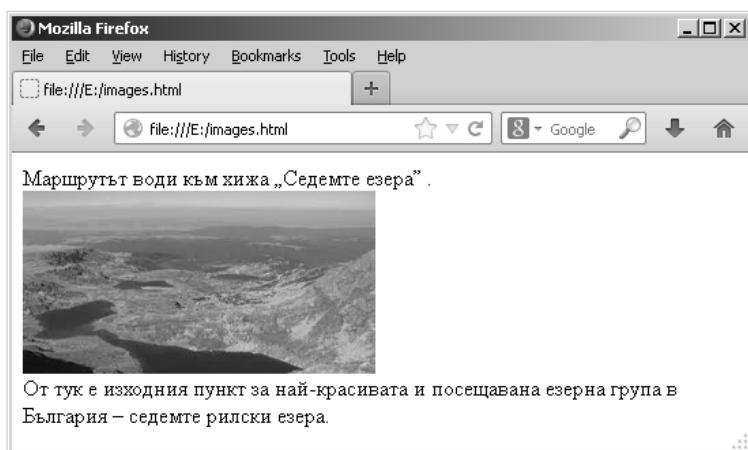 Mozilla Firefox
File Edit View History Bookmarks Tools Help
file:///E:/images.html
file:///E:/images.html Google
Маршрутът води към хижа „Седемте езера” .
От тук е изходния пункт за най-красивата и посещавана езерна група в
България – седемте рилски езера.